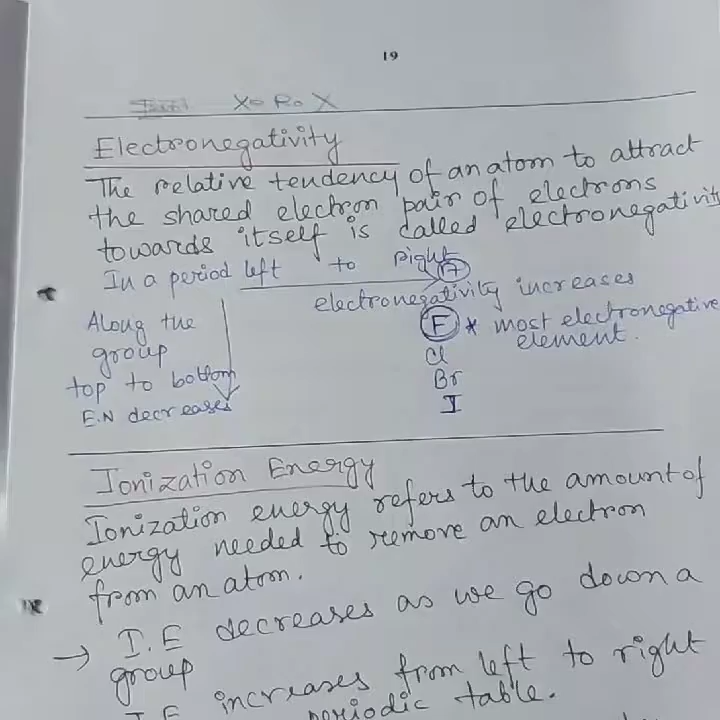 19
X- R. X
Electronegativity
The relative tendency of an atom to attract
the shared electron pair of electrons
towards itself is called electronegativit
In a period left to right
17
electronegativity increases
Along the
group
top to bottom
E.N decreases
F * most electronegative
element.
Cl
Br
I
Ionization Energy
Ionization energy refers to the amount of
energy needed to remove an electron
from an atom.
→ I.E decreases as we go down a
group
I.E increases from left to right
periodic table.